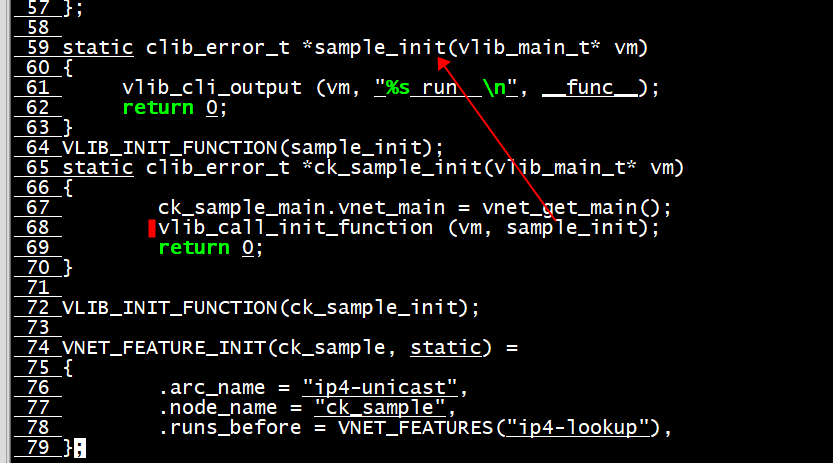 57 };
58
59 static clib_error_t *sample_init(vlib_main_t* vm)
60 {
61      vlib_cli_output (vm, "%s run  \n", __func__);
62      return 0;
63 }
64 VLIB_INIT_FUNCTION(sample_init);
65 static clib_error_t *ck_sample_init(vlib_main_t* vm)
66 {
67         ck_sample_main.vnet_main = vnet_get_main();
68         vlib_call_init_function (vm, sample_init);
69         return 0;
70 }
71
72 VLIB_INIT_FUNCTION(ck_sample_init);
73
74 VNET_FEATURE_INIT(ck_sample, static) =
75 {
76         .arc_name = "ip4-unicast",
77         .node_name = "ck_sample",
78         .runs_before = VNET_FEATURES("ip4-lookup"),
79 };